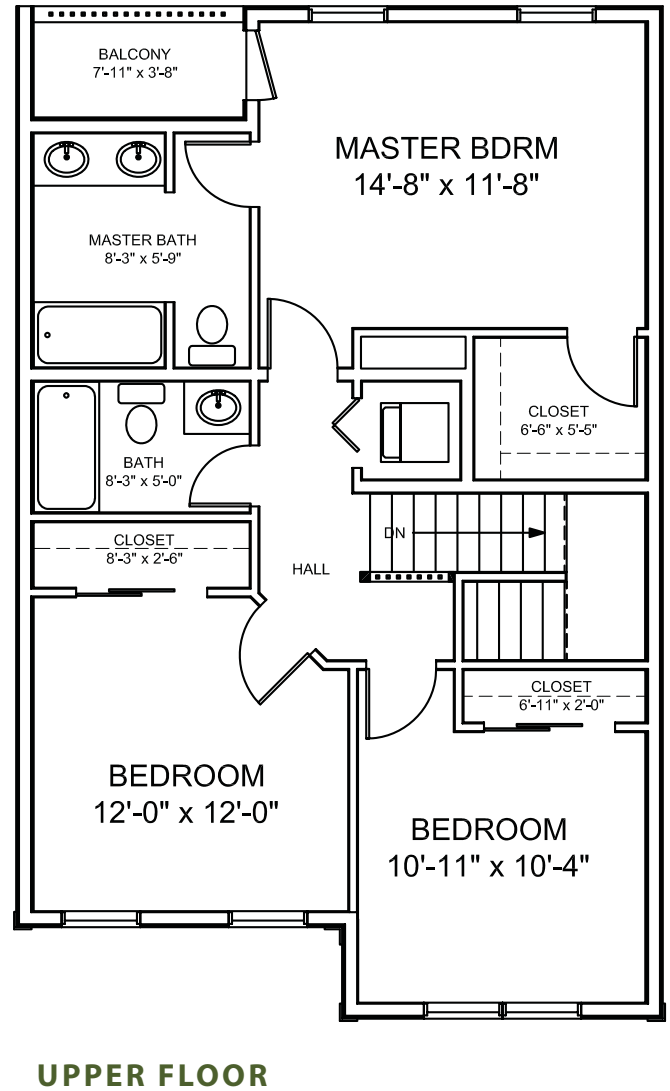 BALCONY
7'-11" x 3'-8"
MASTER BDRM
14'-8" x 11'-8"
MASTER BATH
8'-3" x 5'-9"
CLOSET
6'-6" x 5'-5"
BATH
8'-3" x 5'-0"
DN
CLOSET
8'-3" x 2'-6"
HALL
CLOSET
6'-11" x 2'-0"
BEDROOM
12'-0" x 12'-0"
BEDROOM
10'-11" x 10'-4"
UPPER FLOOR